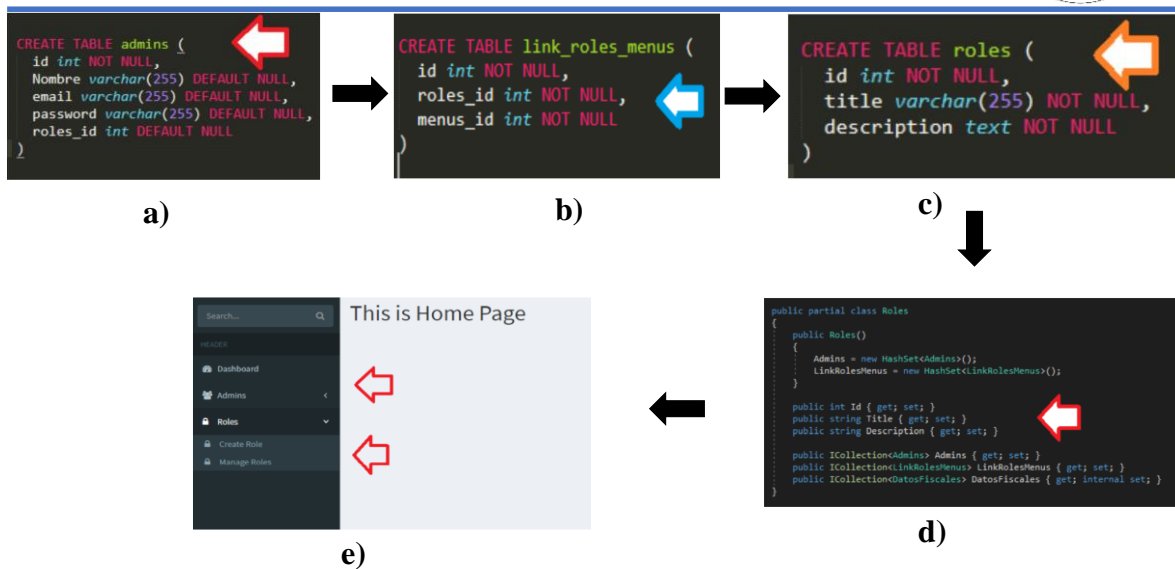 CREATE TABLE admins (
id int NOT NULL,
Nombre varchar(255) DEFAULT NULL,
email varchar(255) DEFAULT NULL,
password varchar(255) DEFAULT NULL,
roles_id int DEFAULT NULL
)
a)
CREATE TABLE link_roles_menus (
id int NOT NULL,
roles_id int NOT NULL,
menus_id int NOT NULL
)
b)
CREATE TABLE roles (
id int NOT NULL,
title varchar(255) NOT NULL,
description text NOT NULL
)
c)
public partial class Roles
{
public Roles()
{
Admins = new HashSet<Admins>();
LinkRolesMenus = new HashSet<LinkRolesMenus>();
}
public int Id { get; set; }
public string Title { get; set; }
public string Description { get; set; }
public ICollection<Admins> Admins { get; set; }
public ICollection<LinkRolesMenus> LinkRolesMenus { get; set; }
public ICollection<DatosFiscales> DatosFiscales { get; internal set; }
}
d)
Search...
HEADER
Dashboard
Admins
Roles
Create Role
Manage Roles
This is Home Page
e)